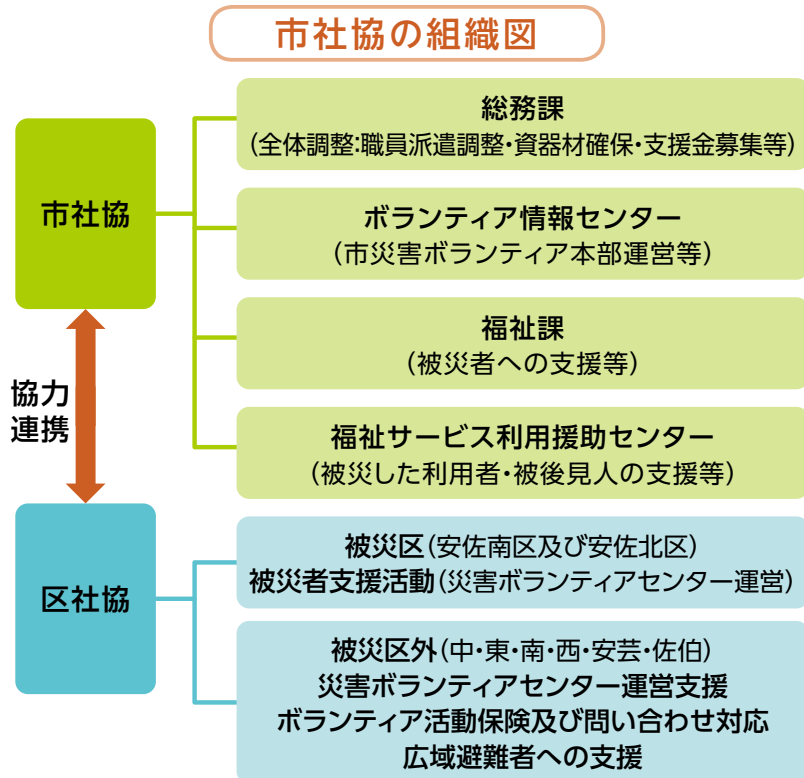 市社協の組織図
市社協
総務課
(全体調整:職員派遣調整・資器材確保・支援金募集等)
ボランティア情報センター
(市災害ボランティア本部運営等)
福祉課
(被災者への支援等)
福祉サービス利用援助センター
(被災した利用者・被後見人の支援等)
協力
連携
区社協
被災区(安佐南区及び安佐北区)
被災者支援活動(災害ボランティアセンター運営)
被災区外(中・東・南・西・安芸・佐伯)
災害ボランティアセンター運営支援
ボランティア活動保険及び問い合わせ対応
広域避難者への支援